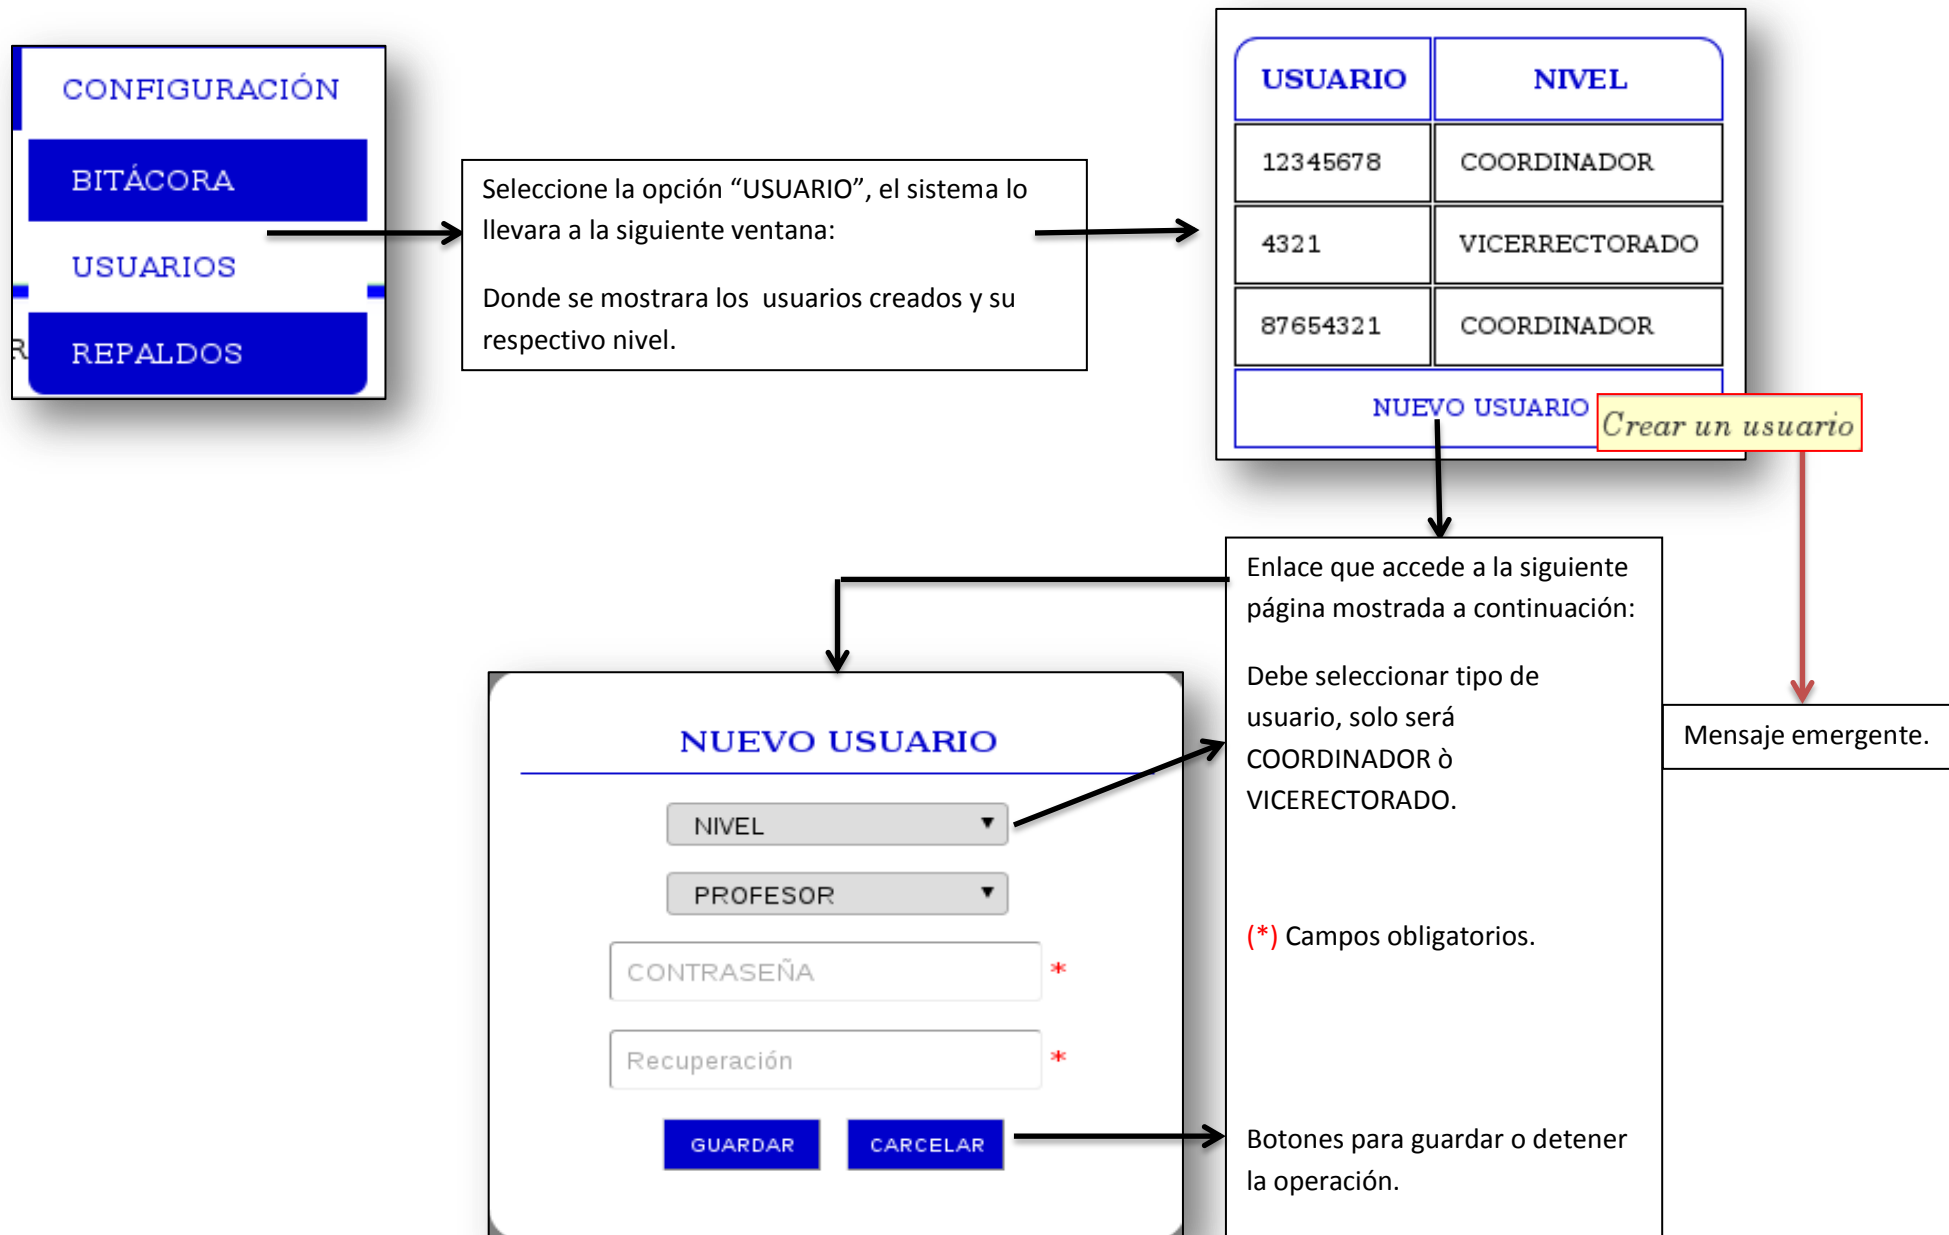 CONFIGURACIÓN
BITÁCORA
USUARIOS
R
REPALDOS
Seleccione la opción “USUARIO”, el sistema lo
llevara a la siguiente ventana:
Donde se mostrara los usuarios creados y su
respectivo nivel.
USUARIO NIVEL
12345678 COORDINADOR
4321 VICERRECTORADO
87654321 COORDINADOR
NUEVO USUARIO
Crear un usuario
Enlace que accede a la siguiente
página mostrada a continuación:
Debe seleccionar tipo de
usuario, solo será
COORDINADOR ò
VICERECTORADO.
(*) Campos obligatorios.
Botones para guardar o detener
la operación.
Mensaje emergente.
NUEVO USUARIO
NIVEL
PROFESOR
CONTRASEÑA *
Recuperación *
GUARDAR CARCELAR